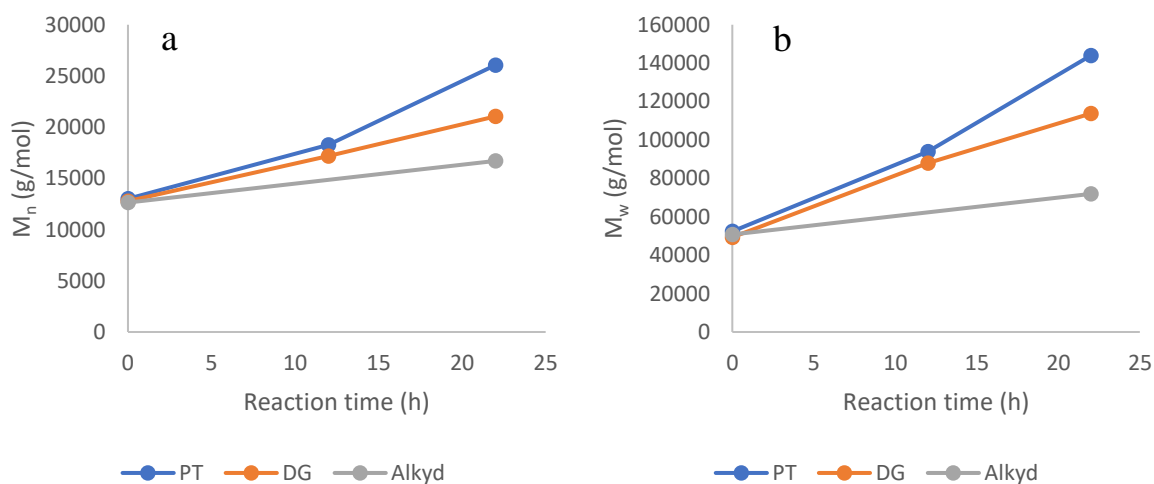 a
M_n (g/mol)
30000
25000
20000
15000
10000
5000
0
0 5 10 15 20 25
Reaction time (h)
PT DG Alkyd
b
M_w (g/mol)
160000
140000
120000
100000
80000
60000
40000
20000
0
0 5 10 15 20 25
Reaction time (h)
PT DG Alkyd